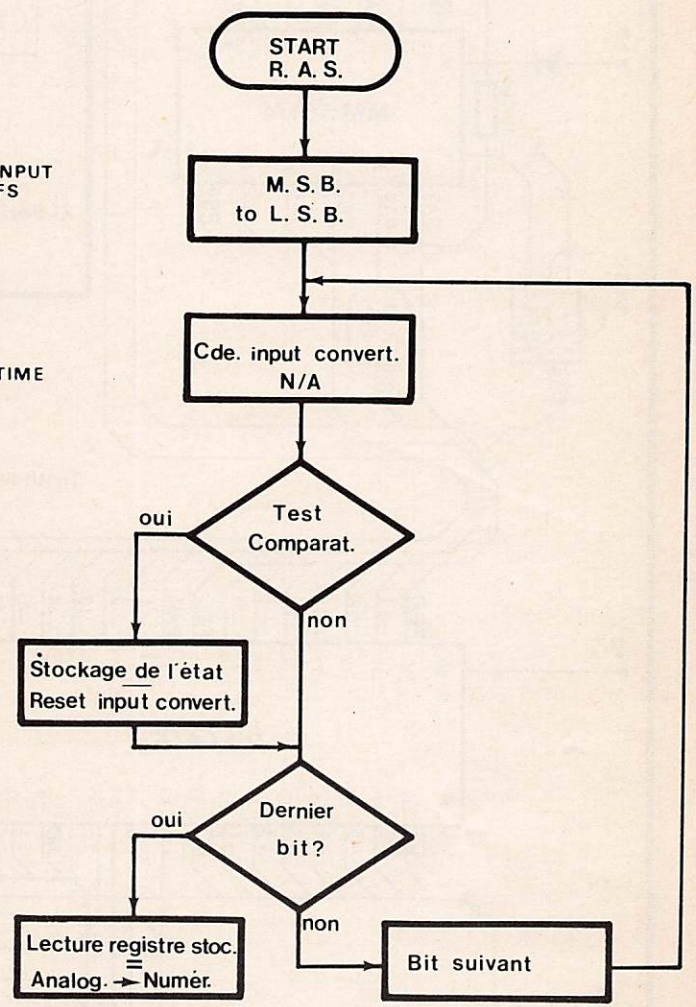 START
R. A. S.
NPUT
FS
M. S. B.
to L. S. B.
TIME
Cde. input convert.
N/A
oui
Test
Comparat.
non
Stockage de l'état
Reset input convert.
oui
Dernier
bit?
non
Lecture registre stoc.
=
Analog. → Numér.
Bit suivant